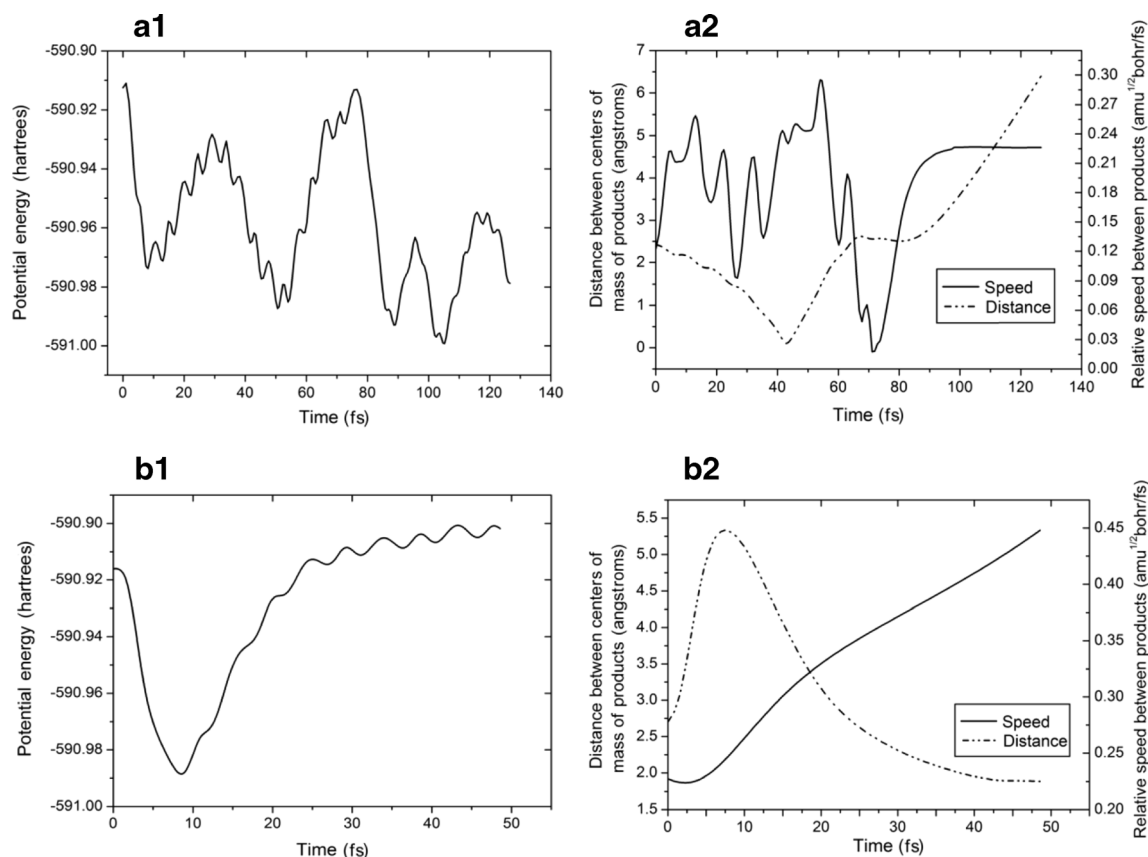 a1
-590.90
-590.92
-590.94
-590.96
-590.98
-591.00
Potential energy (hartrees)
0 20 40 60 80 100 120 140
Time (fs)
a2
7
6
5
4
3
2
1
0
Distance between centers of
mass of products (angstroms)
0.30
0.27
0.24
0.21
0.18
0.15
0.12
0.09
0.06
0.03
0.00
Relative speed between products (amu1/2bohr/fs)
Speed
Distance
0 20 40 60 80 100 120 140
Time (fs)
b1
-590.90
-590.92
-590.94
-590.96
-590.98
-591.00
Potential energy (hartrees)
0 10 20 30 40 50
Time (fs)
b2
5.5
5.0
4.5
4.0
3.5
3.0
2.5
2.0
1.5
Distance between centers of
mass of products (angstroms)
0.45
0.40
0.35
0.30
0.25
0.20
Relative speed between products (amu1/2bohr/fs)
Speed
Distance
0 10 20 30 40 50
Time (fs)